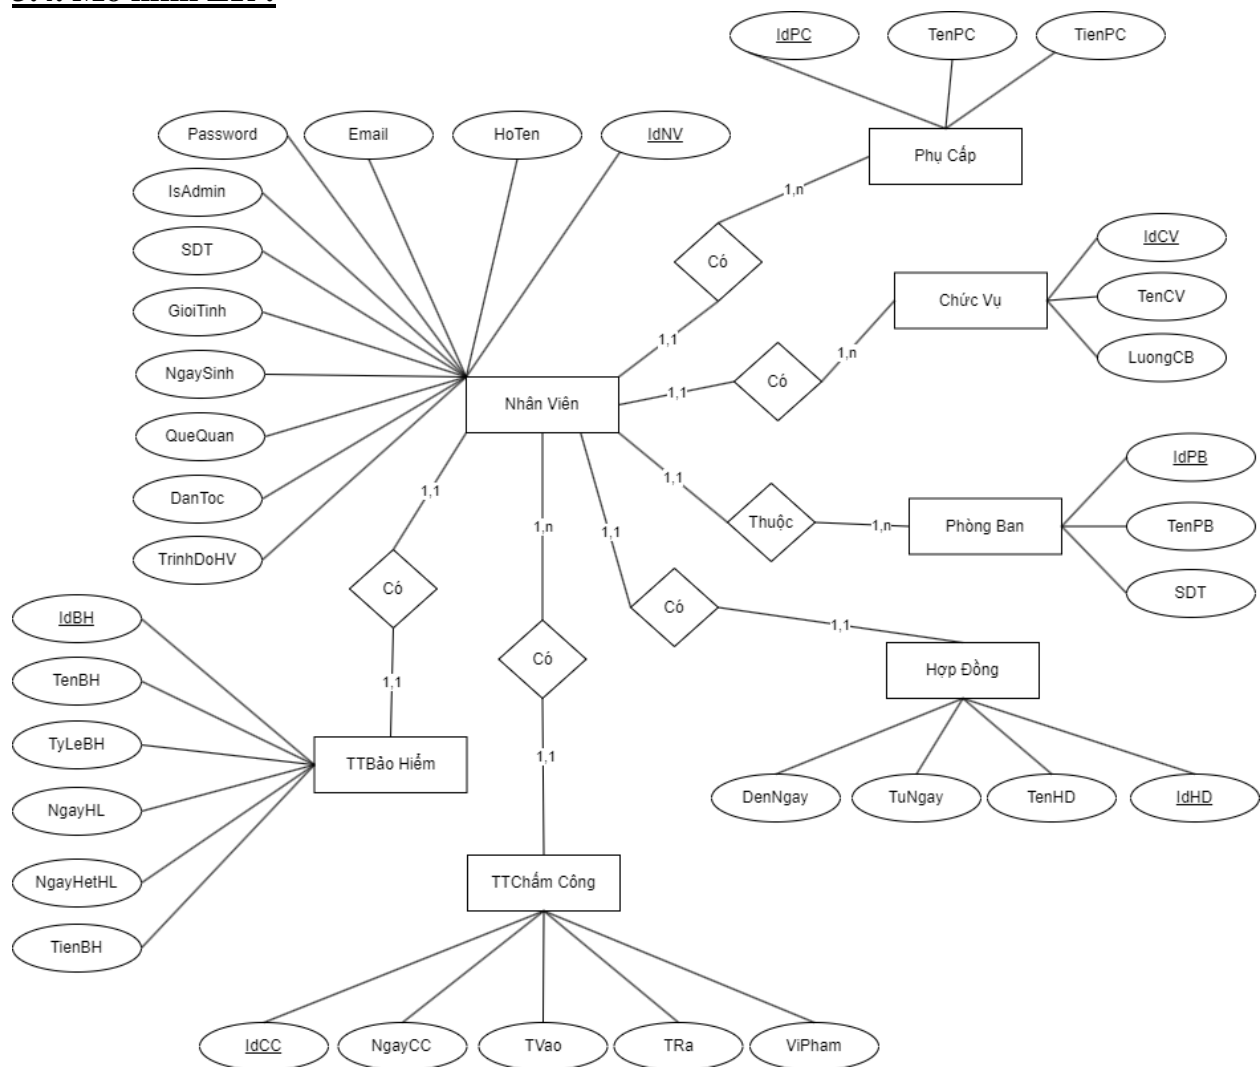 IdPC
TenPC
TienPC
Password
Email
HoTen
IdNV
Phụ Cấp
IsAdmin
1,n
SDT
Có
IdCV
GioiTinh
TenCV
Chức Vụ
1,1
1,n
LuongCB
NgaySinh
Có
1,1
Nhân Viên
QueQuan
IdPB
1,1
1,1
DanToc
Thuộc
1,n
Phòng Ban
TenPB
1,n
1,1
TrinhDoHV
Có
SDT
Có
IdBH
1,1
Có
Hợp Đồng
TenBH
1,1
TyLeBH
1,1
TTBảo Hiểm
DenNgay
TuNgay
TenHD
IdHD
NgayHL
NgayHetHL
TTChấm Công
TienBH
IdCC
NgayCC
TVao
TRa
ViPham